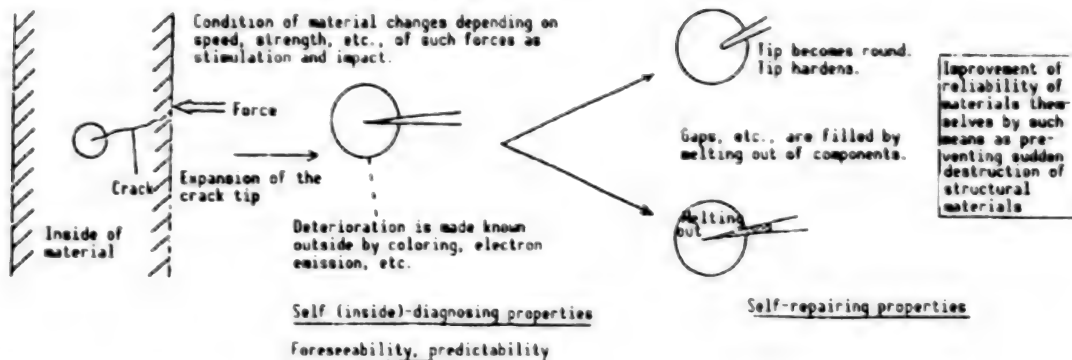 Condition of material changes depending on
speed, strength, etc., of such forces as
stimulation and impact.
Force
Crack
Inside of
material
Expansion of the
crack tip
Deterioration is made known
outside by coloring, electron
emission, etc.
Self (inside)-diagnosing properties
Foreseeability, predictability
Tip becomes round.
Tip hardens.
Gaps, etc., are filled by
melting out of components.
Melting
out
Self-repairing properties
Improvement of
reliability of
materials them-
selves by such
means as pre-
venting sudden
destruction of
structural
materials